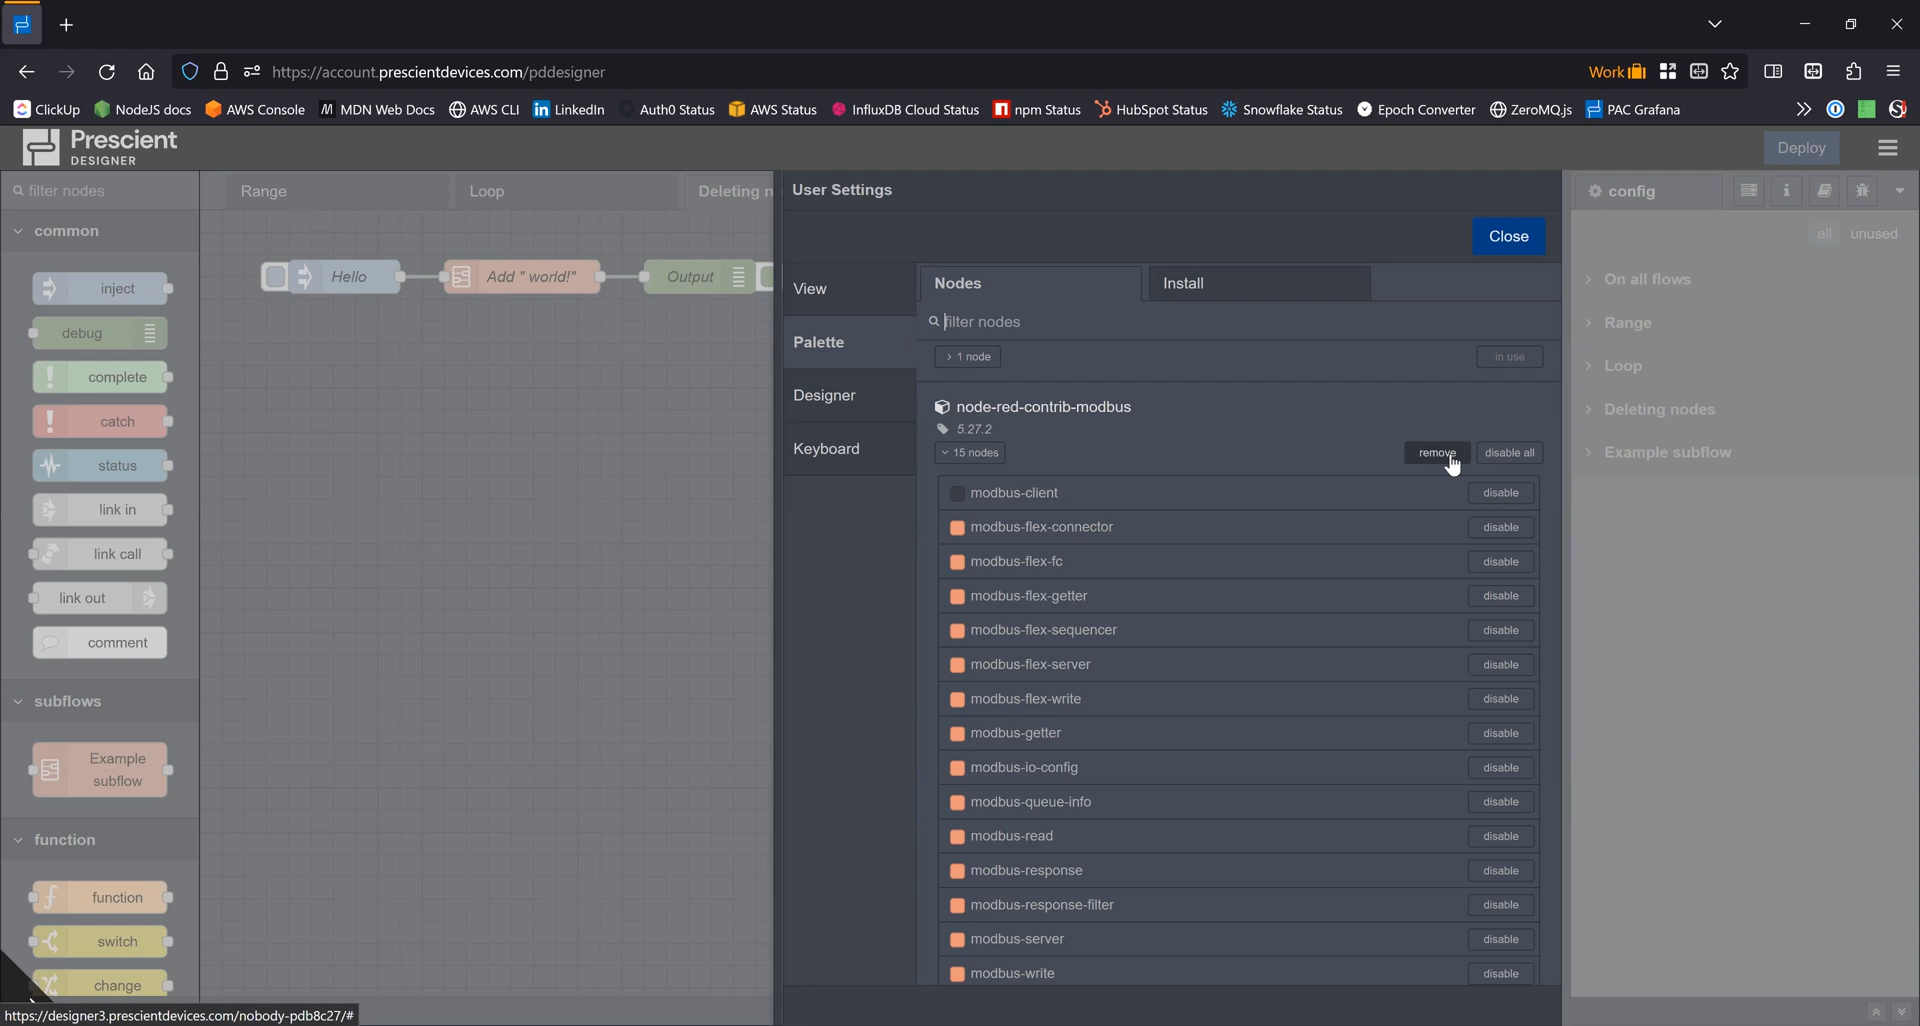 https://account.prescientdevices.com/pddesigner
Work
ClickUp
NodeJS docs
AWS Console
MDN Web Docs
AWS CLI
LinkedIn
Auth0 Status
AWS Status
InfluxDB Cloud Status
npm Status
HubSpot Status
Snowflake Status
Epoch Converter
ZeroMQ.js
PAC Grafana
Prescient
DESIGNER
Deploy
filter nodes
common
inject
debug
complete
catch
status
link in
link call
link out
comment
subflows
Example
subflow
function
function
switch
change
Range
Loop
Deleting n
Hello
Add " world!"
Output
User Settings
Close
View
Palette
Designer
Keyboard
Nodes
Install
filter nodes
1 node
in use
node-red-contrib-modbus
5.27.2
15 nodes
remove
disable all
modbus-client
disable
modbus-flex-connector
disable
modbus-flex-fc
disable
modbus-flex-getter
disable
modbus-flex-sequencer
disable
modbus-flex-server
disable
modbus-flex-write
disable
modbus-getter
disable
modbus-io-config
disable
modbus-queue-info
disable
modbus-read
disable
modbus-response
disable
modbus-response-filter
disable
modbus-server
disable
modbus-write
disable
config
all
unused
On all flows
Range
Loop
Deleting nodes
Example subflow
https://designer3.prescientdevices.com/nobody-pdb8c27/#